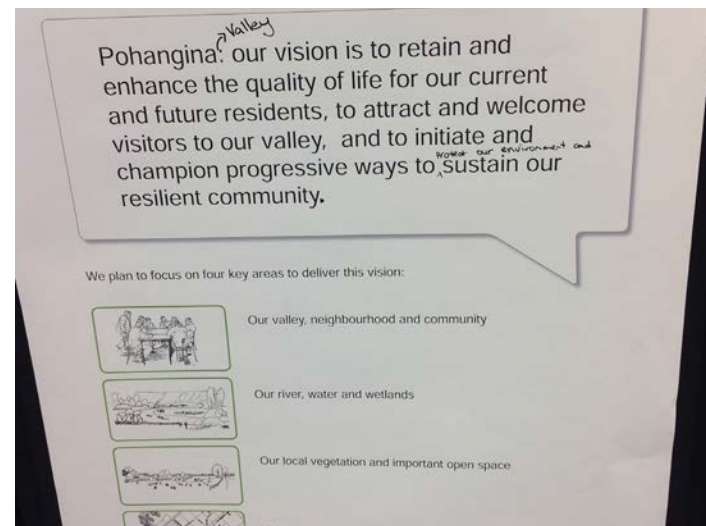 Valley
Pohangina: our vision is to retain and
enhance the quality of life for our current
and future residents, to attract and welcome
visitors to our valley, and to initiate and
protect our environment and
champion progressive ways to sustain our
resilient community.
We plan to focus on four key areas to deliver this vision:
Our valley, neighbourhood and community
Our river, water and wetlands
Our local vegetation and important open space